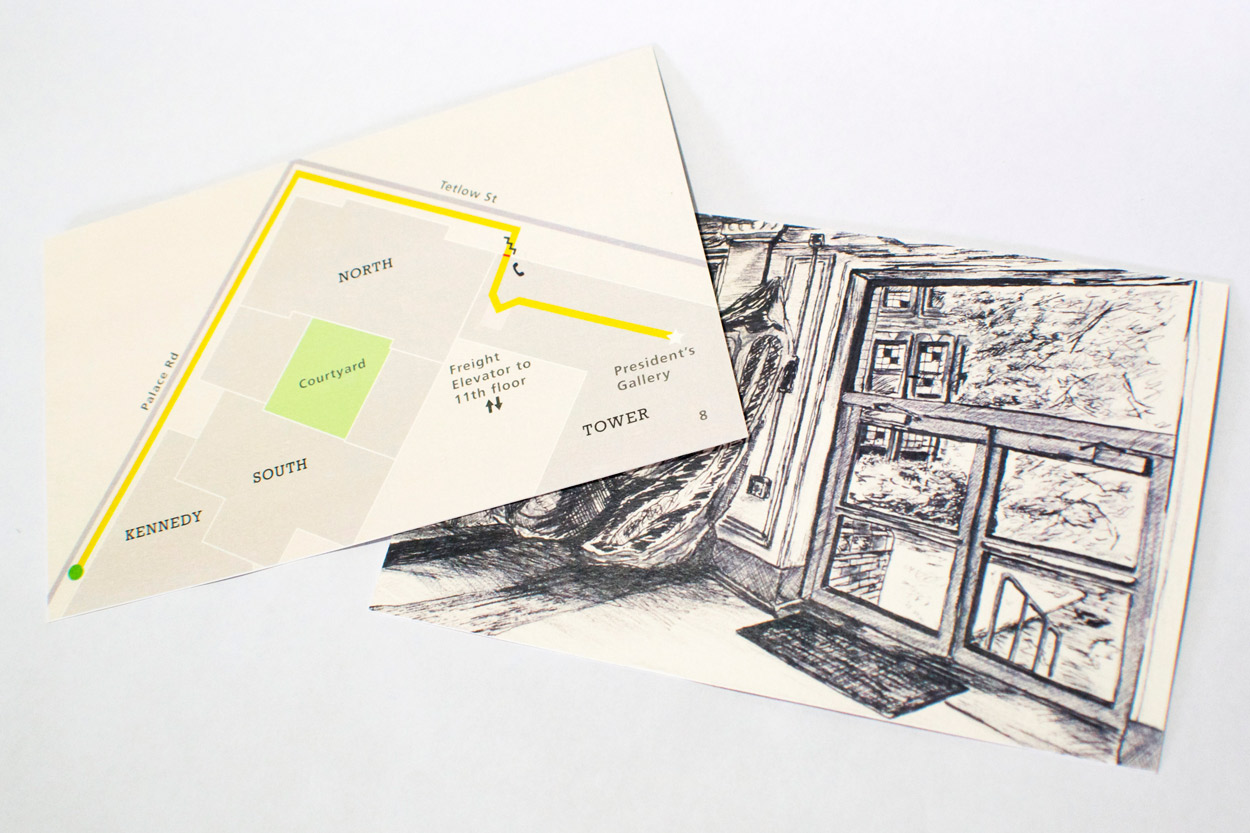 Tetlow St
NORTH
Palace Rd
Courtyard
Freight
Elevator to
11th floor
President's
Gallery
TOWER
8
SOUTH
KENNEDY